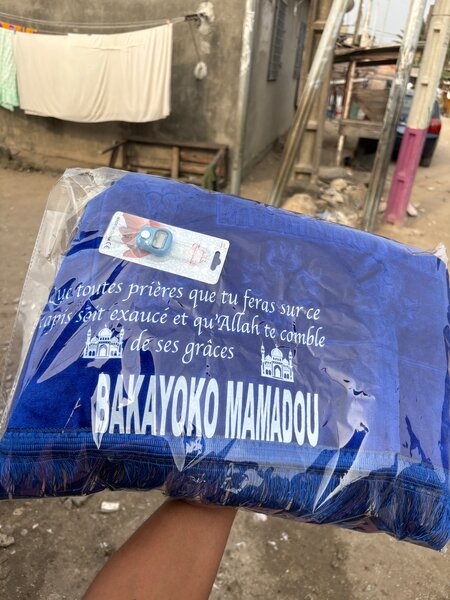 Que toutes prières que tu feras sur ce
tapis soit exaucé et qu'Allah te comble
de ses grâces
BAKAYOKO MAMADOU